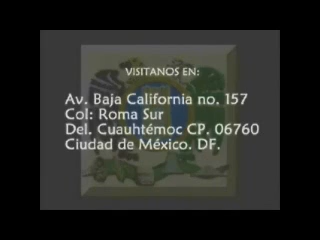 VISITANOS EN:
Av. Baja California no. 157
Col: Roma Sur
Del. Cuauhtémoc CP. 06760
Ciudad de México. DF.